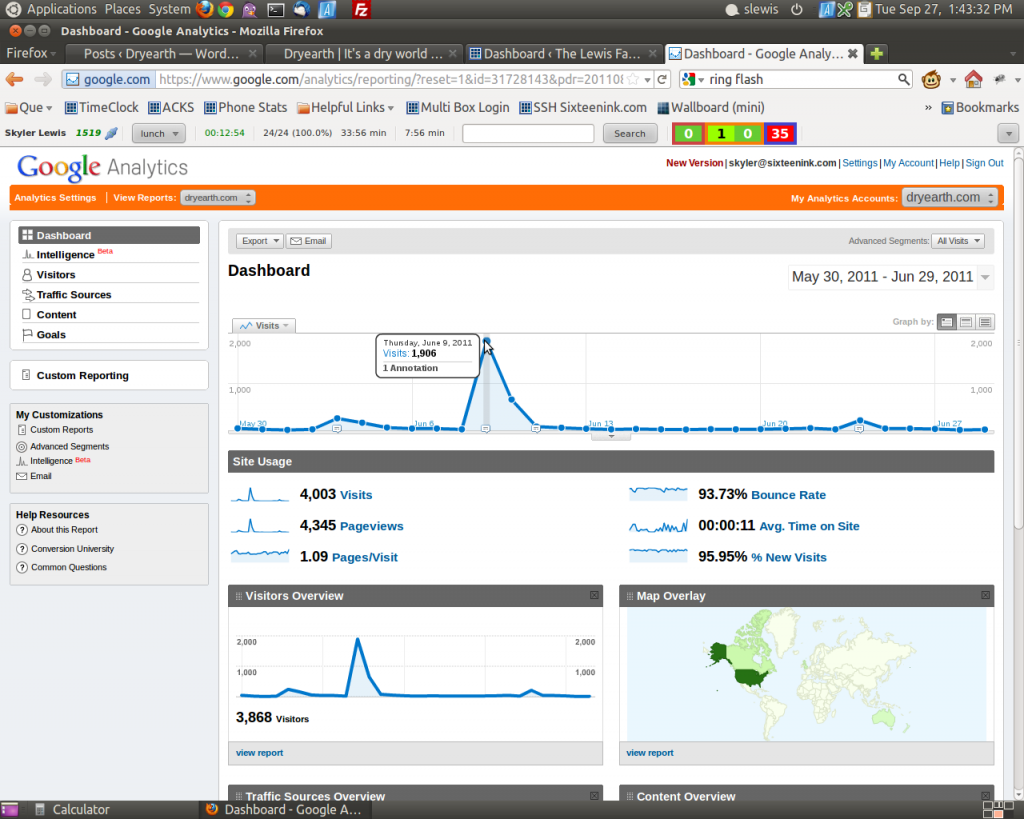 Applications Places System slewis Tue Sep 27, 1:43:32 PM
Dashboard - Google Analytics - Mozilla Firefox
Firefox Posts ‹ Dryearth — Word... Dryearth | It's a dry world ... Dashboard ‹ The Lewis Fa... Dashboard - Google Analy...
google.com https://www.google.com/analytics/reporting/?reset=1&id=31728143&pdr=20110 ring flash
Que TimeClock ACKS Phone Stats Helpful Links Multi Box Login SSH Sixteenink.com Wallboard (mini) » Bookmarks
Skyler Lewis 1519 lunch 00:12:54 24/24 (100.0%) 33:56 min 7:56 min Search 0 1 0 35
Google Analytics
New Version | skyler@sixteenink.com | Settings | My Account | Help | Sign Out
Analytics Settings | View Reports: dryearth.com My Analytics Accounts: dryearth.com
Dashboard
Intelligence Beta
Visitors
Traffic Sources
Content
Goals
Custom Reporting
My Customizations
Custom Reports
Advanced Segments
Intelligence Beta
Email
Help Resources
About this Report
Conversion University
Common Questions
Export Email Advanced Segments: All Visits
Dashboard
May 30, 2011 - Jun 29, 2011
Visits Graph by:
2,000 2,000
Thursday, June 9, 2011
Visits: 1,906
1 Annotation
1,000 1,000
May 30 Jun 6 Jun 13 Jun 20 Jun 27
Site Usage
4,003 Visits 93.73% Bounce Rate
4,345 Pageviews 00:00:11 Avg. Time on Site
1.09 Pages/Visit 95.95% % New Visits
Visitors Overview
2,000 2,000
1,000 1,000
3,868 Visitors
view report
Map Overlay
view report
Traffic Sources Overview Content Overview
Calculator Dashboard - Google A...